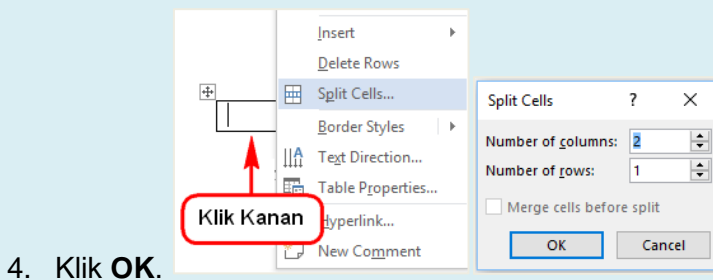 Insert
Delete Rows
Split Cells...
Border Styles
Text Direction...
Table Properties...
Hyperlink...
New Comment
Klik Kanan
Split Cells ? ×
Number of columns: 2
Number of rows: 1
Merge cells before split
OK Cancel
4. Klik OK.